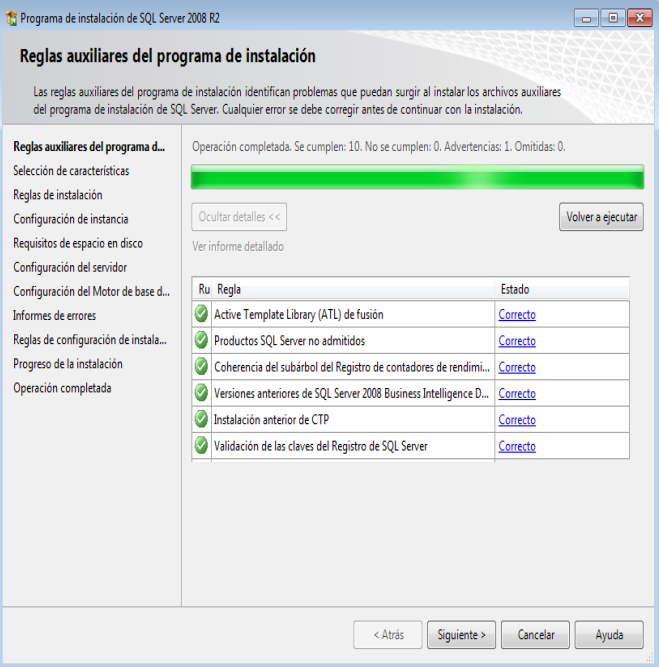 Programa de instalación de SQL Server 2008 R2
Reglas auxiliares del programa de instalación
Las reglas auxiliares del programa de instalación identifican problemas que puedan surgir al instalar los archivos auxiliares
del programa de instalación de SQL Server. Cualquier error se debe corregir antes de continuar con la instalación.
Reglas auxiliares del programa d...
Selección de características
Reglas de instalación
Configuración de instancia
Requisitos de espacio en disco
Configuración del servidor
Configuración del Motor de base d...
Informes de errores
Reglas de configuración de instala...
Progreso de la instalación
Operación completada
Operación completada. Se cumplen: 10. No se cumplen: 0. Advertencias: 1. Omitidas: 0.
Ocultar detalles <<
Volver a ejecutar
Ver informe detallado
Ru Regla Estado
Active Template Library (ATL) de fusión Correcto
Productos SQL Server no admitidos Correcto
Coherencia del subárbol del Registro de contadores de rendimi... Correcto
Versiones anteriores de SQL Server 2008 Business Intelligence D... Correcto
Instalación anterior de CTP Correcto
Validación de las claves del Registro de SQL Server Correcto
< Atrás
Siguiente >
Cancelar
Ayuda